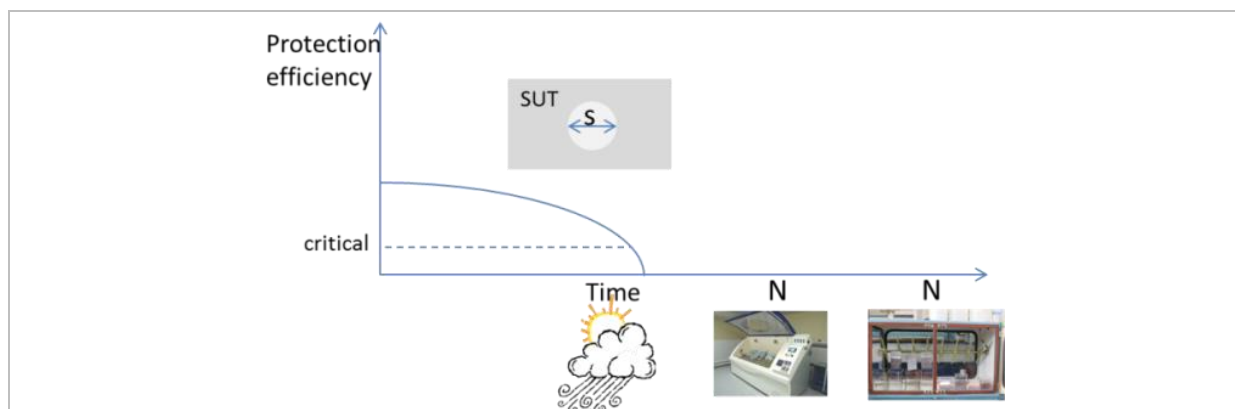 Protection
efficiency
SUT
S
critical
Time
N
N